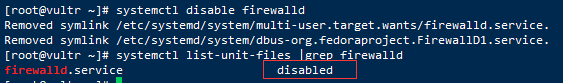 [root@vultr ~]# systemctl disable firewalld
Removed symlink /etc/systemd/system/multi-user.target.wants/firewalld.service.
Removed symlink /etc/systemd/system/dbus-org.fedoraproject.FirewallD1.service.
[root@vultr ~]# systemctl list-unit-files |grep firewalld
firewalld.service disabled